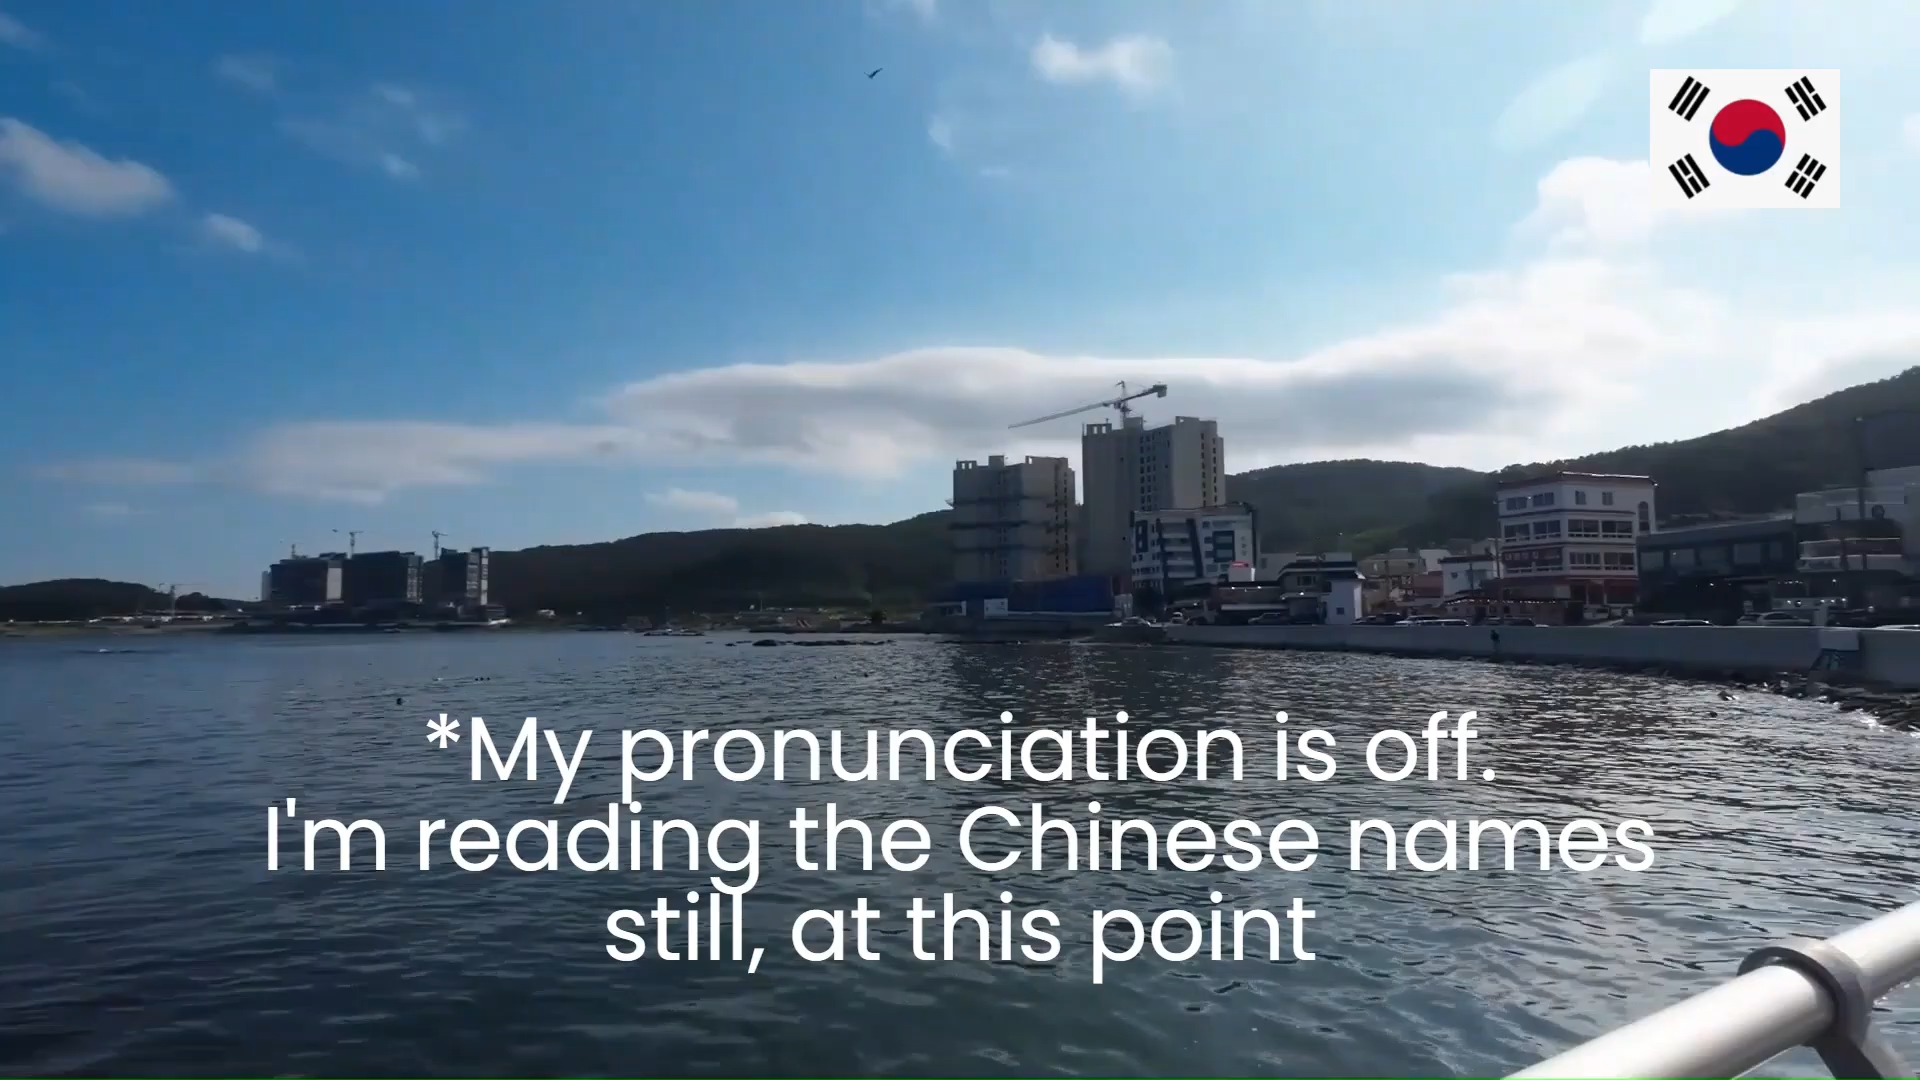 *My pronunciation is off.
I'm reading the Chinese names
still, at this point